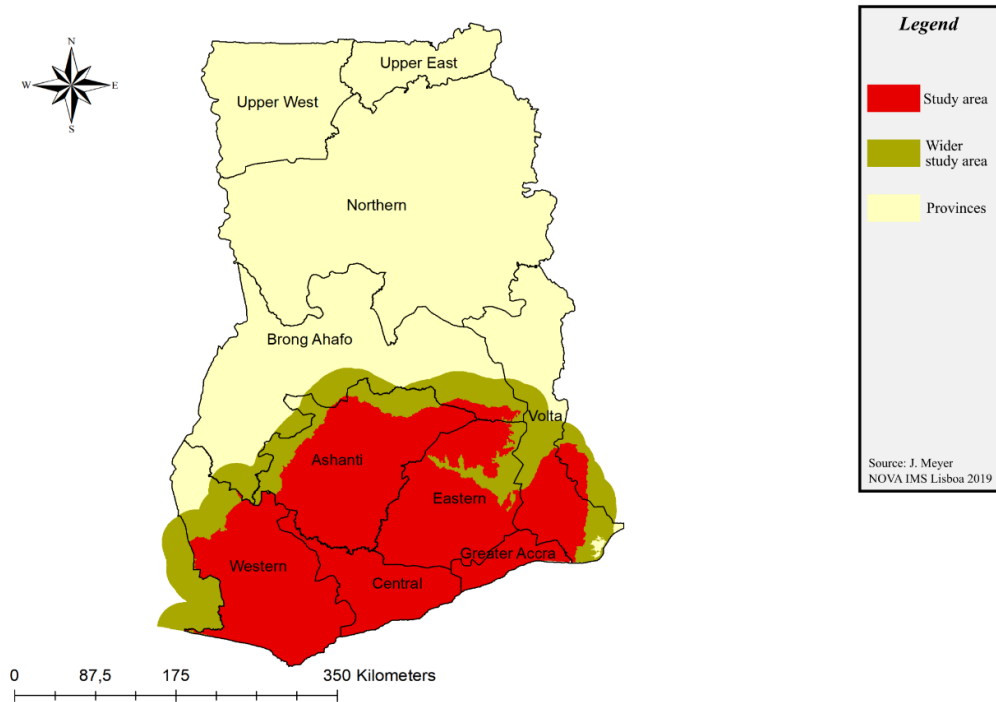 N
W
E
S
Upper East
Upper West
Northern
Brong Ahafo
Volta
Ashanti
Eastern
Greater Accra
Western
Central
0 87,5 175 350 Kilometers
Legend
Study area
Wider
study area
Provinces
Source: J. Meyer
NOVA IMS Lisboa 2019